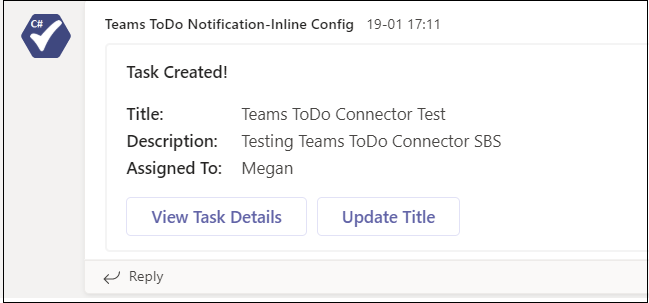 C#
Teams ToDo Notification-Inline Config 19-01 17:11
Task Created!
Title: Teams ToDo Connector Test
Description: Testing Teams ToDo Connector SBS
Assigned To: Megan
View Task Details Update Title
Reply